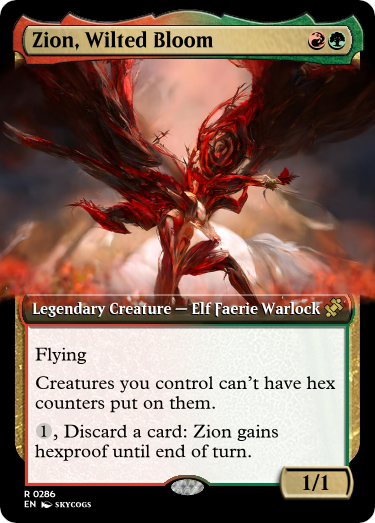 Zion, Wilted Bloom
Legendary Creature — Elf Faerie Warlock
Flying
Creatures you control can't have hex
counters put on them.
1, Discard a card: Zion gains
hexproof until end of turn.
1/1
R 0286
EN SKYCOGS